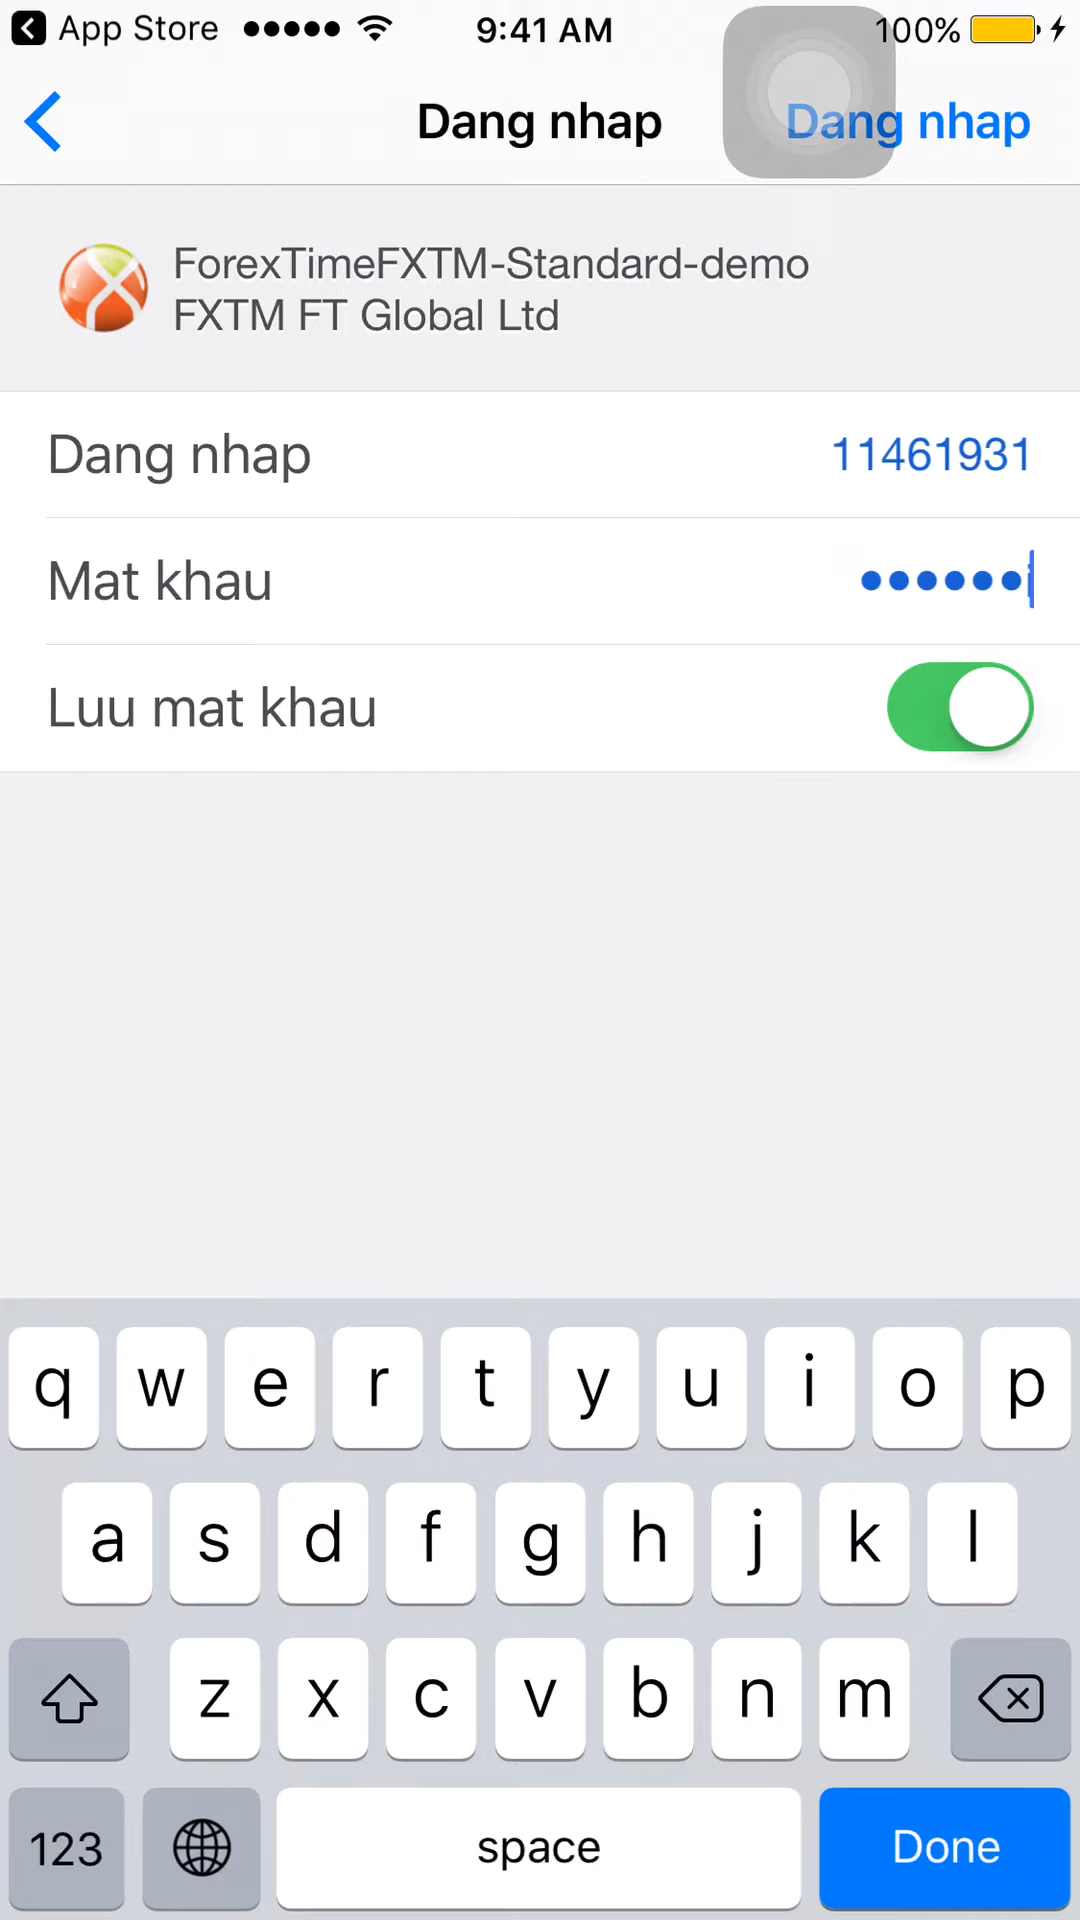 App Store 9:41 AM 100%
Dang nhap Dang nhap
ForexTimeFXTM-Standard-demo
FXTM FT Global Ltd
Dang nhap 11461931
Mat khau
Luu mat khau
q w e r t y u i o p
a s d f g h j k l
z x c v b n m
123 space Done